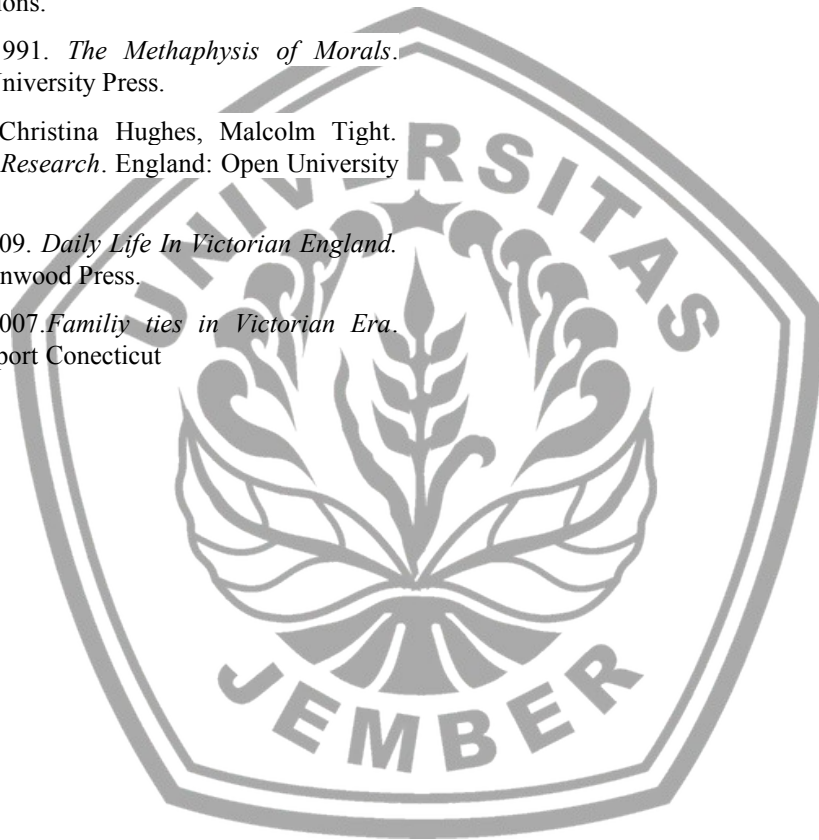 ions.
1991. The Methaphysis of Morals.
University Press.
Christina Hughes, Malcolm Tight.
Research. England: Open University
09. Daily Life In Victorian England.
nwood Press.
007.Familiy ties in Victorian Era.
port Conecticut
UNIVERSITAS
JEMBER